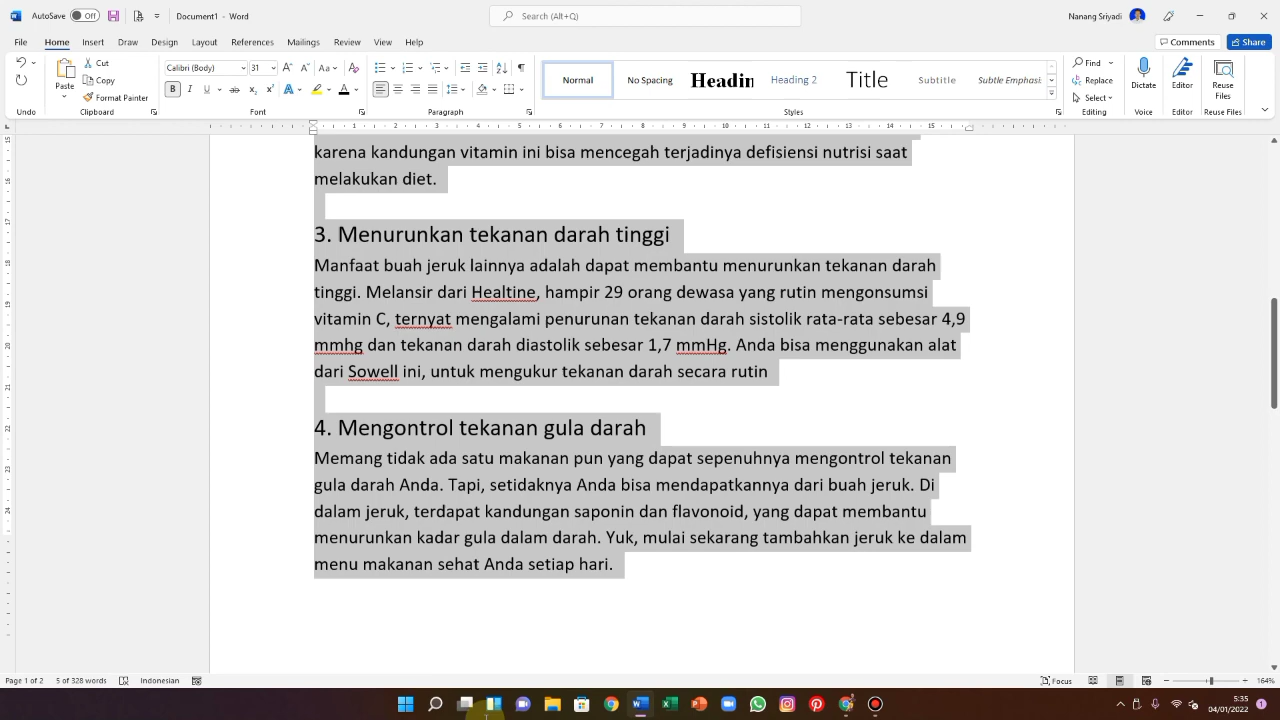 AutoSave
Off
Document1 - Word
Search (Alt+Q)
Nanang Sriyadi
File
Home
Insert
Draw
Design
Layout
References
Mailings
Review
View
Help
Comments
Share
Undo
Paste
Cut
Copy
Format Painter
Clipboard
Calibri (Body)
31
Font
Paragraph
Normal
No Spacing
Headin
Heading 2
Title
Subtitle
Subtle Emphasi
Styles
Find
Replace
Select
Editing
Dictate
Voice
Editor
Editor
Reuse
Files
Reuse Files
karena kandungan vitamin ini bisa mencegah terjadinya defisiensi nutrisi saat
melakukan diet.
3. Menurunkan tekanan darah tinggi
Manfaat buah jeruk lainnya adalah dapat membantu menurunkan tekanan darah
tinggi. Melansir dari Healtine, hampir 29 orang dewasa yang rutin mengonsumsi
vitamin C, ternyat mengalami penurunan tekanan darah sistolik rata-rata sebesar 4,9
mmhg dan tekanan darah diastolik sebesar 1,7 mmHg. Anda bisa menggunakan alat
dari Sowell ini, untuk mengukur tekanan darah secara rutin
4. Mengontrol tekanan gula darah
Memang tidak ada satu makanan pun yang dapat sepenuhnya mengontrol tekanan
gula darah Anda. Tapi, setidaknya Anda bisa mendapatkannya dari buah jeruk. Di
dalam jeruk, terdapat kandungan saponin dan flavonoid, yang dapat membantu
menurunkan kadar gula dalam darah. Yuk, mulai sekarang tambahkan jeruk ke dalam
menu makanan sehat Anda setiap hari.
Page 1 of 2
5 of 328 words
Indonesian
Focus
164%
5:35
04/01/2022